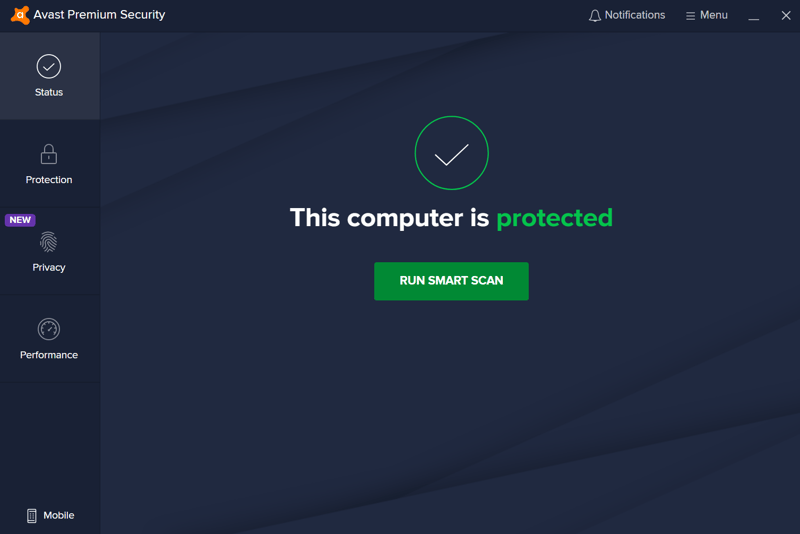 Avast Premium Security
Notifications
Menu
Status
Protection
NEW
Privacy
Performance
Mobile
This computer is protected
RUN SMART SCAN